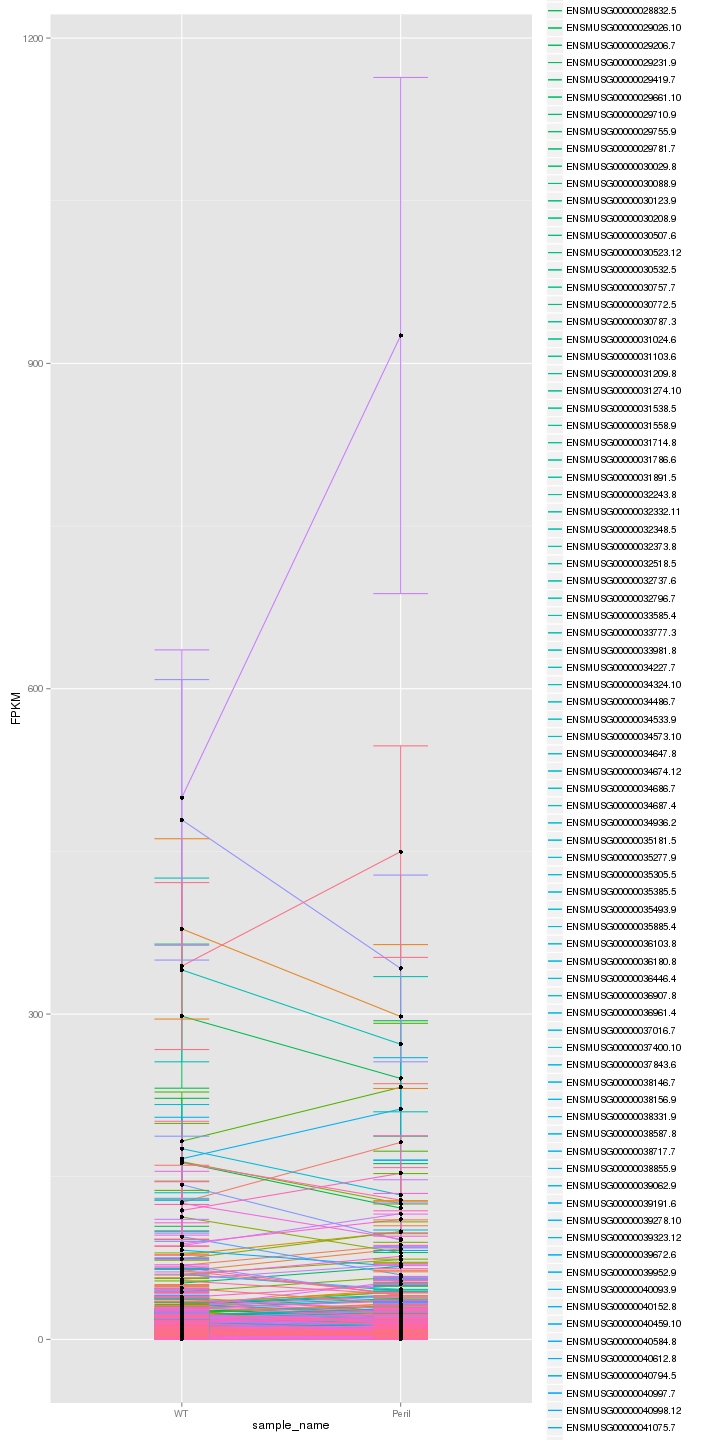 1200
900
600
300
0
FPKM
WT
Peril
sample_name
ENSMUSG00000028832.5
ENSMUSG00000029026.10
ENSMUSG00000029206.7
ENSMUSG00000029231.9
ENSMUSG00000029419.7
ENSMUSG00000029661.10
ENSMUSG00000029710.9
ENSMUSG00000029755.9
ENSMUSG00000029781.7
ENSMUSG00000030029.8
ENSMUSG00000030088.9
ENSMUSG00000030123.9
ENSMUSG00000030208.9
ENSMUSG00000030507.6
ENSMUSG00000030523.12
ENSMUSG00000030532.5
ENSMUSG00000030757.7
ENSMUSG00000030772.5
ENSMUSG00000030787.3
ENSMUSG00000031024.6
ENSMUSG00000031103.6
ENSMUSG00000031209.8
ENSMUSG00000031274.10
ENSMUSG00000031538.5
ENSMUSG00000031558.9
ENSMUSG00000031714.8
ENSMUSG00000031786.6
ENSMUSG00000031891.5
ENSMUSG00000032243.8
ENSMUSG00000032332.11
ENSMUSG00000032348.5
ENSMUSG00000032373.8
ENSMUSG00000032518.5
ENSMUSG00000032737.6
ENSMUSG00000032796.7
ENSMUSG00000033585.4
ENSMUSG00000033777.3
ENSMUSG00000033981.8
ENSMUSG00000034227.7
ENSMUSG00000034324.10
ENSMUSG00000034486.7
ENSMUSG00000034533.9
ENSMUSG00000034573.10
ENSMUSG00000034647.8
ENSMUSG00000034674.12
ENSMUSG00000034686.7
ENSMUSG00000034687.4
ENSMUSG00000034936.2
ENSMUSG00000035181.5
ENSMUSG00000035277.9
ENSMUSG00000035305.5
ENSMUSG00000035385.5
ENSMUSG00000035493.9
ENSMUSG00000035885.4
ENSMUSG00000036103.8
ENSMUSG00000036180.8
ENSMUSG00000036446.4
ENSMUSG00000036907.8
ENSMUSG00000036961.4
ENSMUSG00000037016.7
ENSMUSG00000037400.10
ENSMUSG00000037843.6
ENSMUSG00000038146.7
ENSMUSG00000038156.9
ENSMUSG00000038331.9
ENSMUSG00000038587.8
ENSMUSG00000038717.7
ENSMUSG00000038855.9
ENSMUSG00000039062.9
ENSMUSG00000039191.6
ENSMUSG00000039278.10
ENSMUSG00000039323.12
ENSMUSG00000039672.6
ENSMUSG00000039952.9
ENSMUSG00000040093.9
ENSMUSG00000040152.8
ENSMUSG00000040459.10
ENSMUSG00000040584.8
ENSMUSG00000040612.8
ENSMUSG00000040794.5
ENSMUSG00000040997.7
ENSMUSG00000040998.12
ENSMUSG00000041075.7